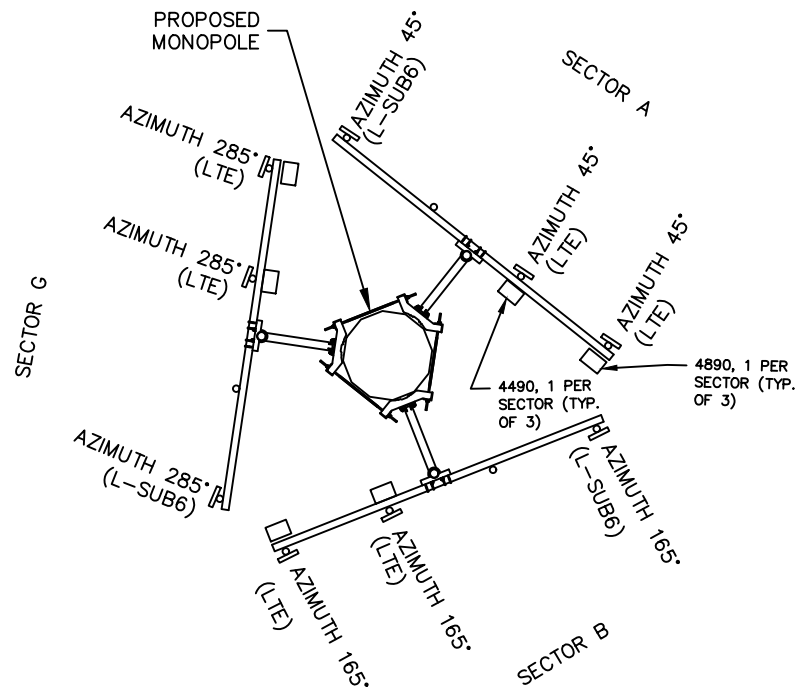 PROPOSED
MONOPOLE
AZIMUTH 45°
(L-SUB6)
SECTOR A
AZIMUTH 285°
(LTE)
AZIMUTH 45°
(LTE)
AZIMUTH 285°
(LTE)
AZIMUTH 45°
(LTE)
SECTOR G
4490, 1 PER
SECTOR (TYP.
OF 3)
4890, 1 PER
SECTOR (TYP.
OF 3)
AZIMUTH 285°
(L-SUB6)
AZIMUTH 165°
(L-SUB6)
AZIMUTH 165°
(LTE)
AZIMUTH 165°
(LTE)
SECTOR B